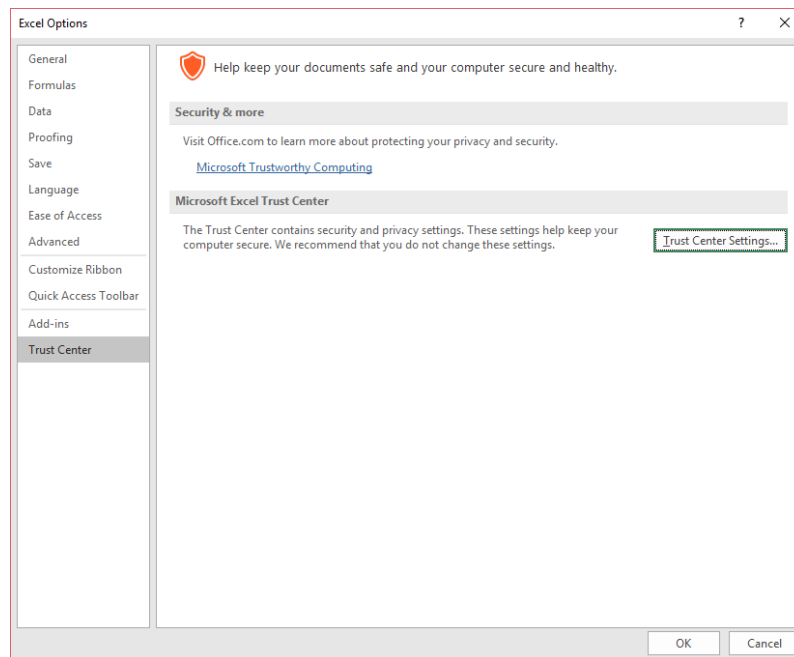 Excel Options
?
General
Formulas
Data
Proofing
Save
Language
Ease of Access
Advanced
Customize Ribbon
Quick Access Toolbar
Add-ins
Trust Center
Help keep your documents safe and your computer secure and healthy.
Security & more
Visit Office.com to learn more about protecting your privacy and security.
Microsoft Trustworthy Computing
Microsoft Excel Trust Center
The Trust Center contains security and privacy settings. These settings help keep your
computer secure. We recommend that you do not change these settings.
Trust Center Settings...
OK
Cancel